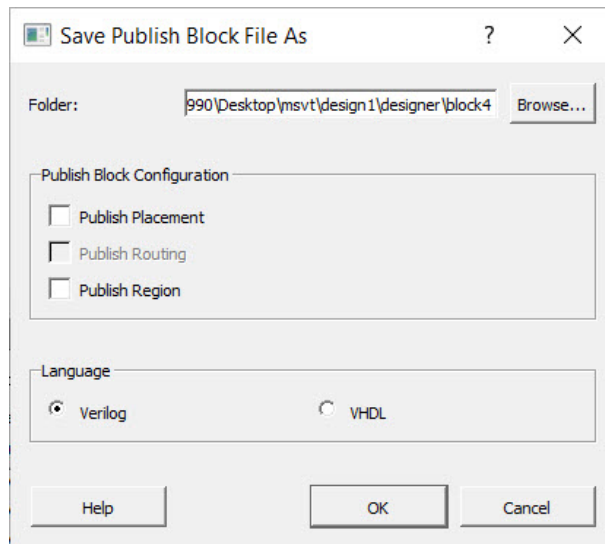 Save Publish Block File As ?
Folder: 990\Desktop\msvt\design1\designer\block4 Browse...
Publish Block Configuration
Publish Placement
Publish Routing
Publish Region
Language
Verilog VHDL
Help OK Cancel